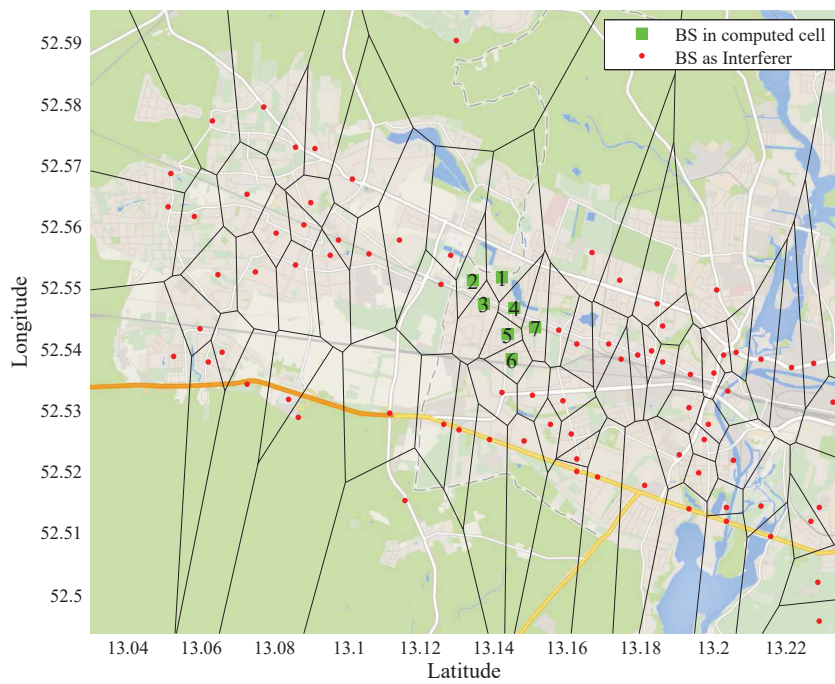 BS in computed cell
BS as Interferer
52.59
52.58
52.57
52.56
52.55
52.54
52.53
52.52
52.51
52.5
Longitude
2 1
3 4
5 7
6
13.04 13.06 13.08 13.1 13.12 13.14 13.16 13.18 13.2 13.22
Latitude